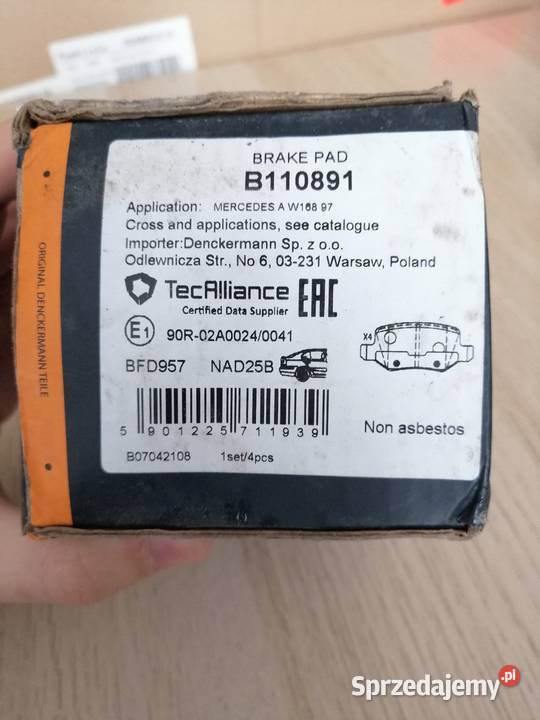 BRAKE PAD
B110891
Application: MERCEDES A W168 97
Cross and applications, see catalogue
Importer:Denckermann Sp. z o.o.
Odlewnicza Str., No 6, 03-231 Warsaw, Poland
TecAlliance
Certified Data Supplier
EAC
E1
90R-02A0024/0041
BFD957 NAD25B
X4
5 901225 711939
Non asbestos
B07042108 1set/4pcs
ORIGINAL DENCKERMANN TEILE
Sprzedajemy.pl